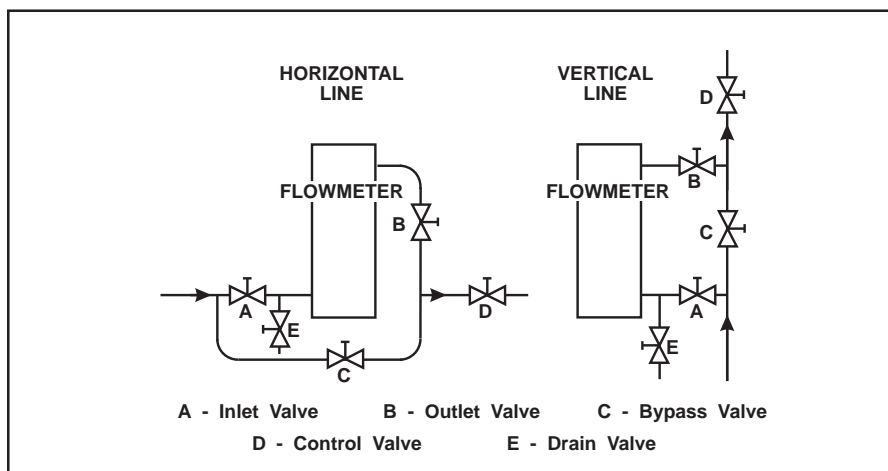 HORIZONTAL
LINE
FLOWMETER
B
A
E
D
C
VERTICAL
LINE
D
B
FLOWMETER
C
A
E
A - Inlet Valve B - Outlet Valve C - Bypass Valve
D - Control Valve E - Drain Valve